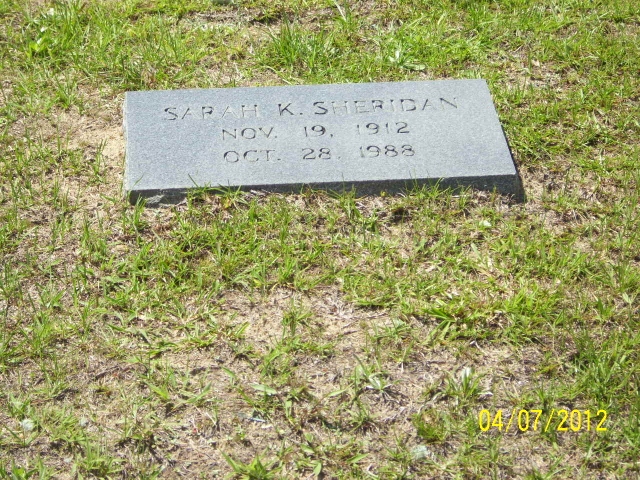 SARAH K. SHERIDAN
NOV. 19, 1912
OCT. 28, 1988
04/07/2012